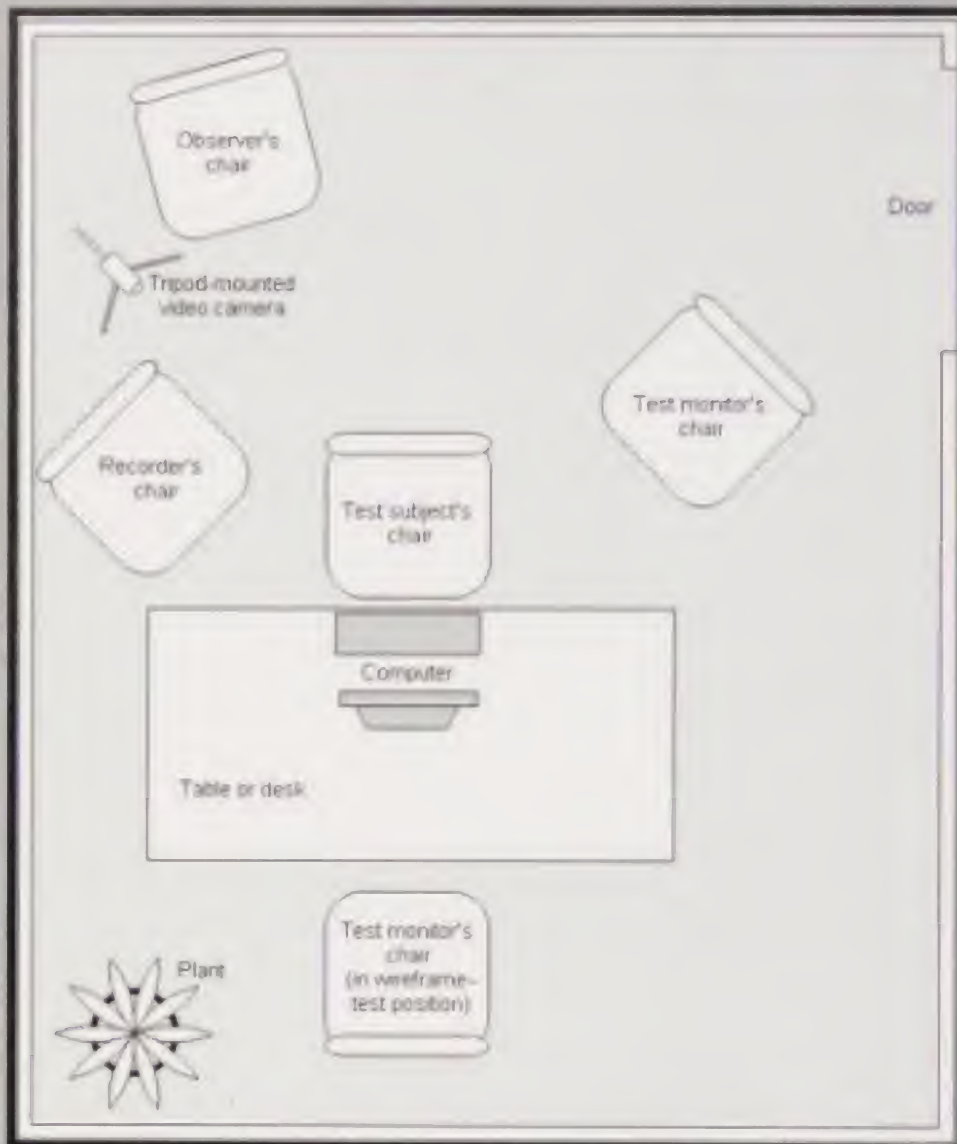 Observer's
chair
Door
Tripod-mounted
video camera
Test monitor's
chair
Recorder's
chair
Test subject's
chair
Computer
Table or desk
Test monitor's
chair
(in wireframe–
test position)
Plant